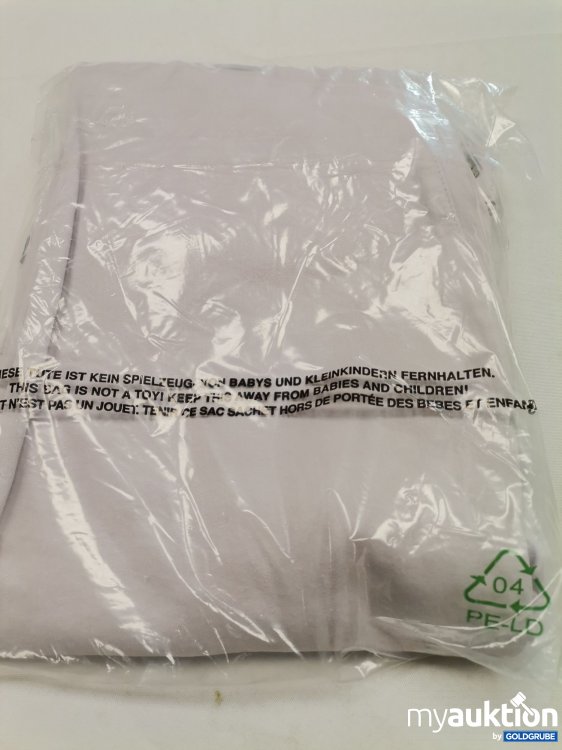 TÜTE IST KEIN SPIELZEUG. VON BABYS UND KLEINKINDERN FERNHALTEN.
THIS BAG IS NOT A TOY! KEEP THIS AWAY FROM BABIES AND CHILDREN!
N'EST PAS UN JOUET. TENIR CE SAC SACHET HORS DE PORTÉE DES BEBES ET ENFANT
04
PE-LD
myauktion
by GOLDGRUBE